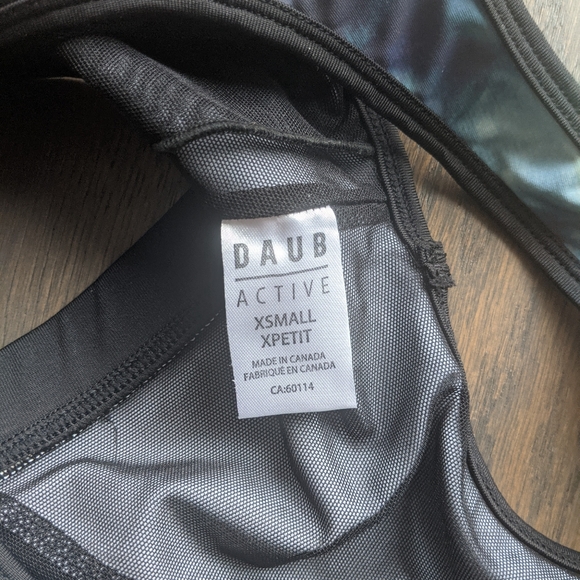 DAUB
ACTIVE
XSMALL
XPETIT
MADE IN CANADA
FABRIQUÉ EN CANADA
CA:60114